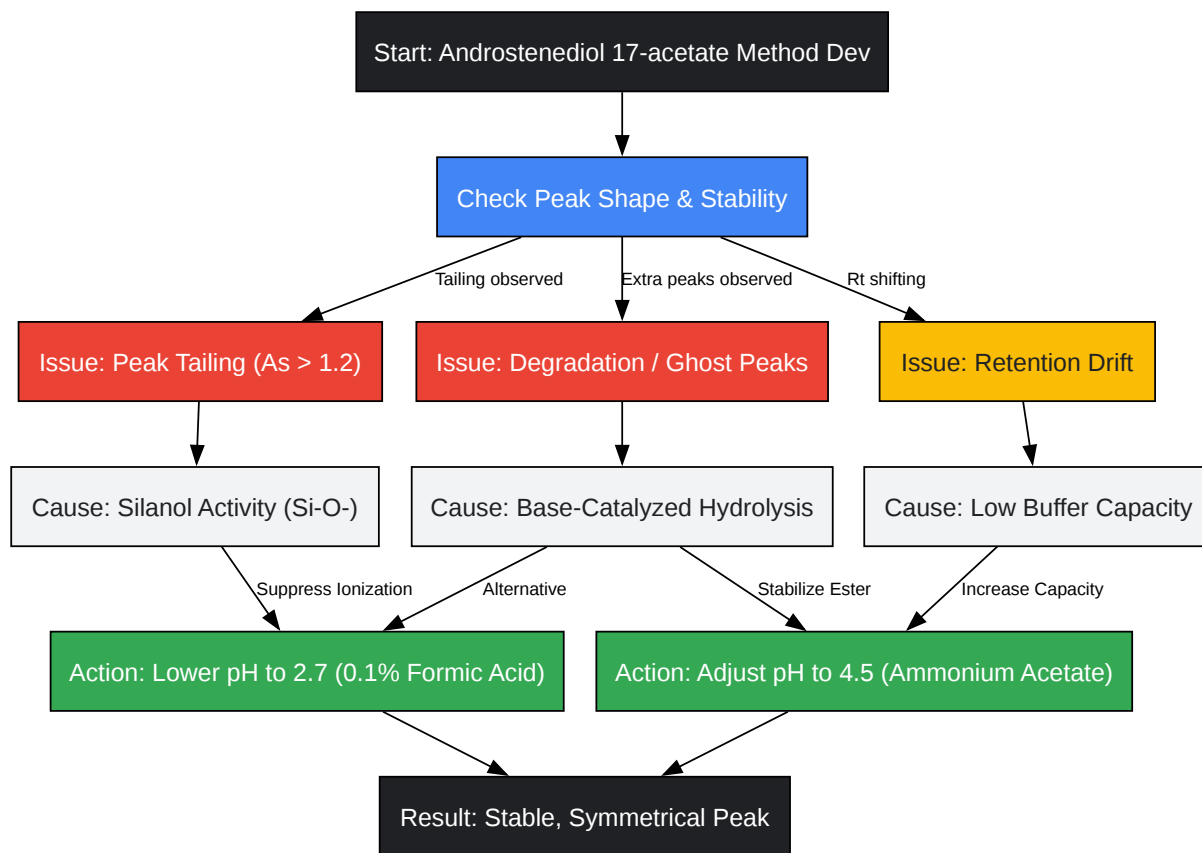 Start: Androstenediol 17-acetate Method Dev
Check Peak Shape & Stability
Tailing observed
Extra peaks observed
Rt shifting
Issue: Peak Tailing (As > 1.2)
Issue: Degradation / Ghost Peaks
Issue: Retention Drift
Cause: Silanol Activity (Si-O-)
Cause: Base-Catalyzed Hydrolysis
Cause: Low Buffer Capacity
Suppress Ionization
Alternative
Stabilize Ester
Increase Capacity
Action: Lower pH to 2.7 (0.1% Formic Acid)
Action: Adjust pH to 4.5 (Ammonium Acetate)
Result: Stable, Symmetrical Peak